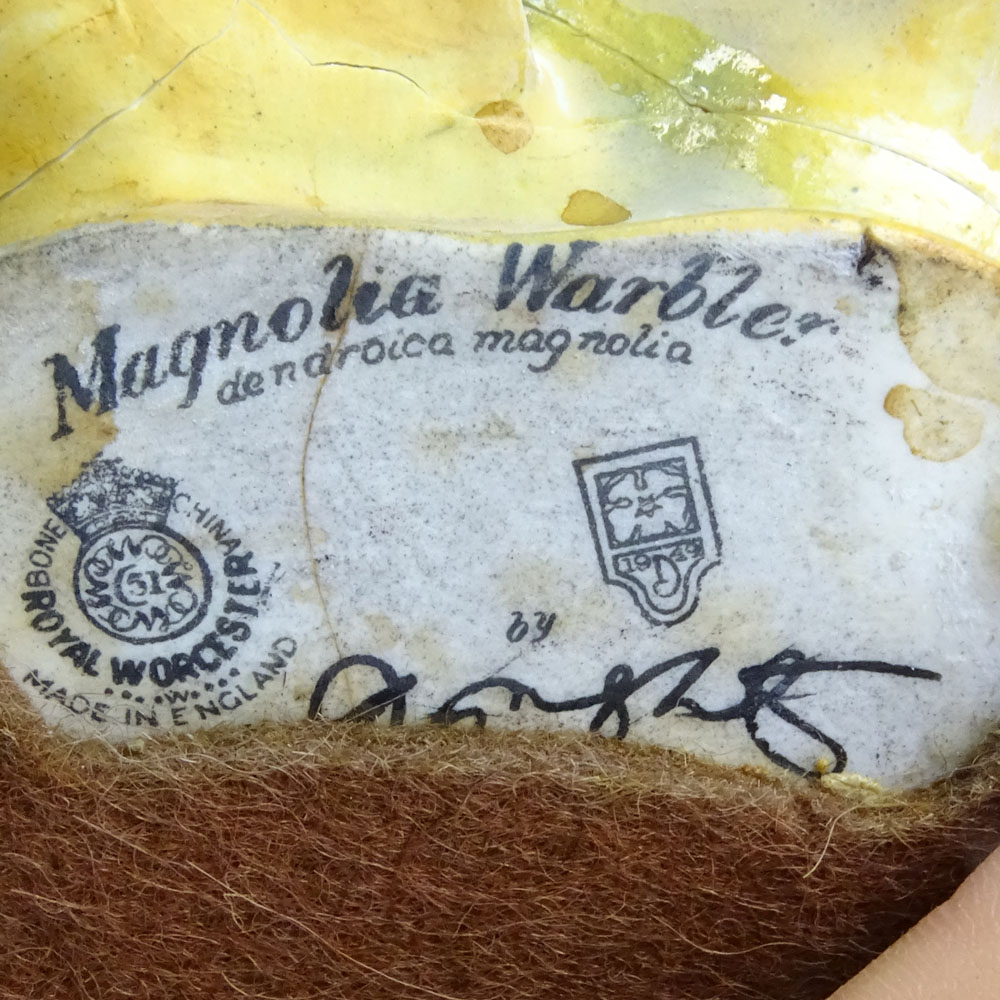 Magnolia Warbler.
dendroica magnolia
BONE CHINA
51
ROYAL WORCESTER
....W....
MADE IN ENGLAND
1949
by